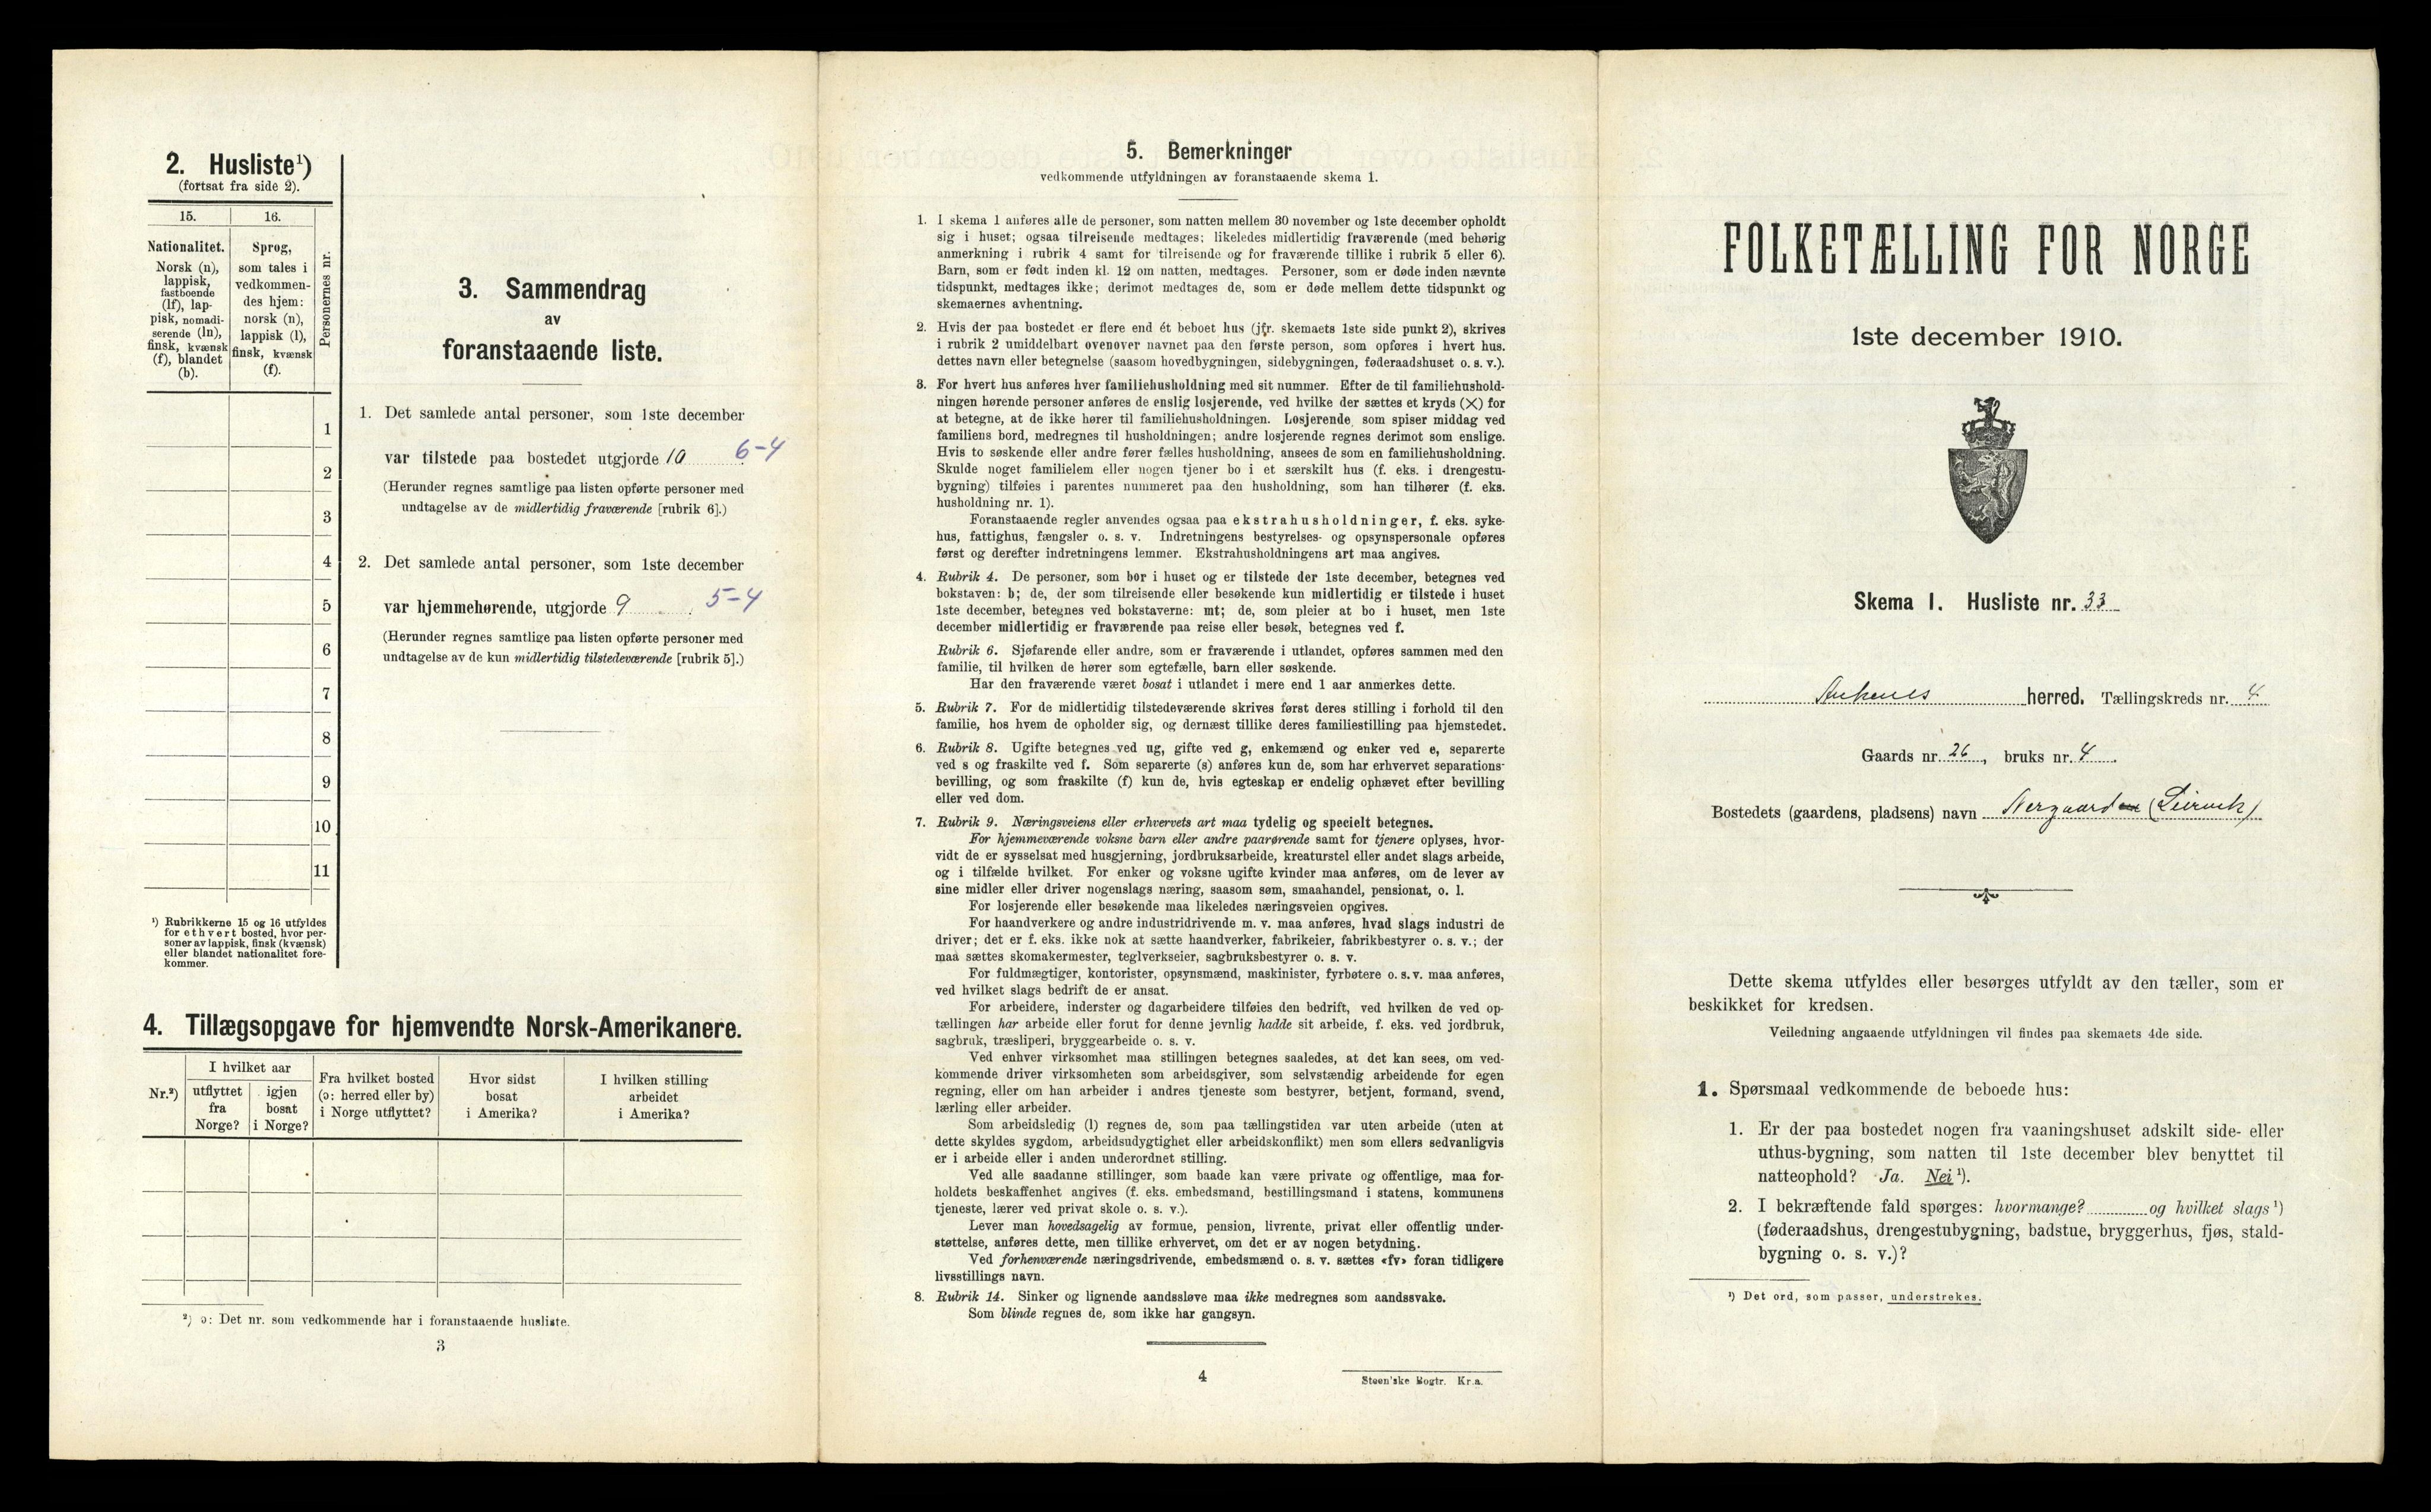 2. Husliste¹)
(fortsat fra side 2).
15.
16.
Personernes nr.
Nationalitet.
Norsk (n),
lappisk,
fastboende
(lf), lap-
pisk, nomadi-
serende (ln),
finsk, kvænsk
(f), blandet
(b).
Sprog,
som tales i
vedkommen-
des hjem:
norsk (n),
lappisk (l),
finsk, kvænsk
(f).
1
2
3
4
5
6
7
8
9
10
11
¹) Rubrikkerne 15 og 16 utfyldes
for ethvert bosted, hvor per-
soner av lappisk, finsk (kvænsk)
eller blandet nationalitet fore-
kommer.
3. Sammendrag
av
foranstaaende liste.
1. Det samlede antal personer, som 1ste december
var tilstede paa bostedet utgjorde 10 6-4
(Herunder regnes samtlige paa listen opførte personer med
undtagelse av de midlertidig fraværende [rubrik 6].)
2. Det samlede antal personer, som 1ste december
var hjemmehørende, utgjorde 9. 5-4
(Herunder regnes samtlige paa listen opførte personer med
undtagelse av de kun midlertidig tilstedeværende [rubrik 5].)
4. Tillægsopgave for hjemvendte Norsk-Amerikanere.
Nr.²)
I hvilket aar
utflyttet
fra
Norge?
igjen
bosat
i Norge?
Fra hvilket bosted
(ɔ: herred eller by)
i Norge utflyttet?
Hvor sidst
bosat
i Amerika?
I hvilken stilling
arbeidet
i Amerika?
²) ɔ: Det nr. som vedkommende har i foranstaaende husliste.
3
5. Bemerkninger
vedkommende utfyldningen av foranstaaende skema 1.
1. I skema 1 anføres alle de personer, som natten mellem 30 november og 1ste december opholdt
sig i huset; ogsaa tilreisende medtages; likeledes midlertidig fraværende (med behørig
anmerkning i rubrik 4 samt for tilreisende og for fraværende tillike i rubrik 5 eller 6).
Barn, som er født inden kl. 12 om natten, medtages. Personer, som er døde inden nævnte
tidspunkt, medtages ikke; derimot medtages de, som er døde mellem dette tidspunkt og
skemaernes avhentning.
2. Hvis der paa bostedet er flere end ét beboet hus (jfr. skemaets 1ste side punkt 2), skrives
i rubrik 2 umiddelbart ovenover navnet paa den første person, som opføres i hvert hus.
dettes navn eller betegnelse (saasom hovedbygningen, sidebygningen, føderaadshuset o. s. v.).
3. For hvert hus anføres hver familiehusholdning med sit nummer. Efter de til familiehushold-
ningen hørende personer anføres de enslig losjerende, ved hvilke der sættes et kryds (X) for
at betegne, at de ikke hører til familiehusholdningen. Losjerende som spiser middag ved
familiens bord, medregnes til husholdningen; andre losjerende regnes derimot som enslige.
Hvis to søskende eller andre fører fælles husholdning, ansees de som en familiehusholdning.
Skulde noget familielem eller nogen tjener bo i et særskilt hus (f. eks. i drengestu-
bygning) tilføies i parentes nummeret paa den husholdning, som han tilhører (f. eks.
husholdning nr. 1).
Foranstaaende regler anvendes ogsaa paa ekstrahusholdninger, f. eks. syke-
hus, fattighus, fængsler o. s. v. Indretningens bestyrelses- og opsynspersonale opføres
først og derefter indretningens lemmer. Ekstrahusholdningens art maa angives.
4. Rubrik 4. De personer, som bor i huset og er tilstede der 1ste december, betegnes ved
bokstaven: b; de, der som tilreisende eller besøkende kun midlertidig er tilstede i huset
1ste december, betegnes ved bokstaverne: mt; de, som pleier at bo i huset, men 1ste
december midlertidig er fraværende paa reise eller besøk, betegnes ved f.
Rubrik 6. Sjøfarende eller andre, som er fraværende i utlandet, opføres sammen med den
familie, til hvilken de hører som egtefælle, barn eller søskende.
Har den fraværende været bosat i utlandet i mere end 1 aar anmerkes dette.
5. Rubrik 7. For de midlertidig tilstedeværende skrives først deres stilling i forhold til den
familie, hos hvem de opholder sig, og dernæst tillike deres familiestilling paa hjemstedet.
6. Rubrik 8. Ugifte betegnes ved ug, gifte ved g, enkemænd og enker ved e, separerte
ved s og fraskilte ved f. Som separerte (s) anføres kun de, som har erhvervet separations-
bevilling, og som fraskilte (f) kun de, hvis egteskap er endelig ophævet efter bevilling
eller ved dom.
7. Rubrik 9. Næringsveiens eller erhvervets art maa tydelig og specielt betegnes.
For hjemmeværende voksne barn eller andre paarørende samt for tjenere oplyses, hvor-
vidt de er sysselsat med husgjerning, jordbruksarbeide, kreaturstel eller andet slags arbeide,
og i tilfælde hvilket. For enker og voksne ugifte kvinder maa anføres, om de lever av
sine midler eller driver nogenslags næring, saasom søm, smaahandel, pensionat, o. l.
For losjerende eller besøkende maa likeledes næringsveien opgives.
For haandverkere og andre industridrivende m. v. maa anføres, hvad slags industri de
driver; det er f. eks. ikke nok at sætte haandverker, fabrikeier, fabrikbestyrer o. s. v.; der
maa sættes skomakermester, teglverkseier, sagbruksbestyrer o. s. v.
For fuldmægtiger, kontorister, opsynsmænd, maskinister, fyrbøtere o. s. v. maa anføres,
ved hvilket slags bedrift de er ansat.
For arbeidere, inderster og dagarbeidere tilføies den bedrift, ved hvilken de ved op-
tællingen har arbeide eller forut for denne jevnlig hadde sit arbeide, f. eks. ved jordbruk,
sagbruk, træsliperi, bryggearbeide o. s. v.
Ved enhver virksomhet maa stillingen betegnes saaledes, at det kan sees, om ved-
kommende driver virksomheten som arbeidsgiver, som selvstændig arbeidende for egen
regning, eller om han arbeider i andres tjeneste som bestyrer, betjent, formand, svend,
lærling eller arbeider.
Som arbeidsledig (l) regnes de, som paa tællingstiden var uten arbeide (uten at
dette skyldes sygdom, arbeidsudygtighet eller arbeidskonflikt) men som ellers sedvanligvis
er i arbeide eller i anden underordnet stilling.
Ved alle saadanne stillinger, som baade kan være private og offentlige, maa for-
holdets beskaffenhet angives (f. eks. embedsmand, bestillingsmand i statens, kommunens
tjeneste, lærer ved privat skole o. s. v.).
Lever man hovedsagelig av formue, pension, livrente, privat eller offentlig under-
støttelse, anføres dette, men tillike erhvervet, om det er av nogen betydning.
Ved forhenværende næringsdrivende, embedsmænd o. s. v. sættes «fv» foran tidligere
livsstillings navn.
8. Rubrik 14. Sinker og lignende aandssløve maa ikke medregnes som aandssvake.
Som blinde regnes de, som ikke har gangsyn.
4
Steen'ske Bogtr. Kr.a.
FOLKETÆLLING FOR NORGE
1ste december 1910.
Skema 1. Husliste nr. 33
Ankenes herred. Tællingskreds nr. 4
Gaards nr. 26, bruks nr. 4.
Bostedets (gaardens, pladsens) navn Nergaarden (Leirvik)
Dette skema utfyldes eller besørges utfyldt av den tæller, som er
beskikket for kredsen.
Veiledning angaaende utfyldningen vil findes paa skemaets 4de side.
1. Spørsmaal vedkommende de beboede hus:
1. Er der paa bostedet nogen fra vaaningshuset adskilt side- eller
uthus-bygning, som natten til 1ste december blev benyttet til
natteophold? Ja. Nei ¹).
2. I bekræftende fald spørges: hvormange? og hvilket slags ¹)
(føderaadshus, drengestubygning, badstue, bryggerhus, fjøs, stald-
bygning o. s. v.)?
¹) Det ord, som passer, understrekes.